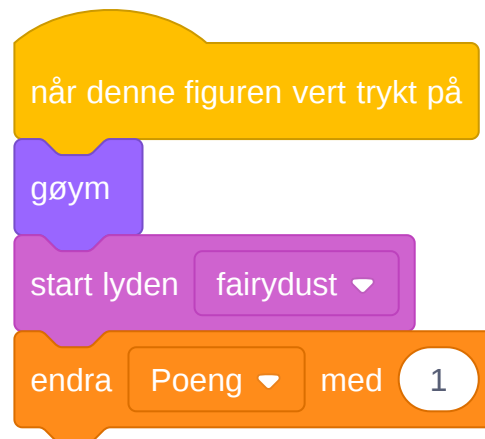 når denne figuren vert trykt på
gøym
start lyden fairydust
endra Poeng med 1